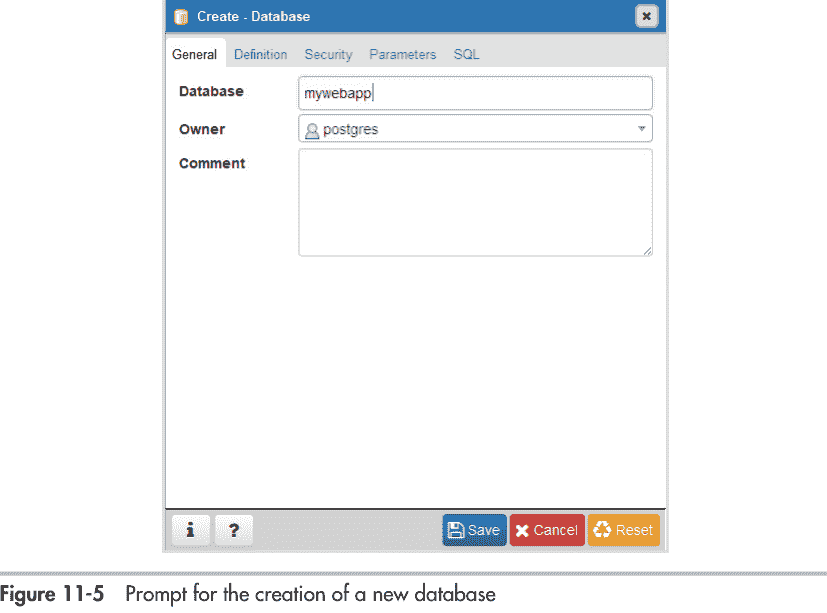 Create - Database
General Definition Security Parameters SQL
Database mywebapp
Owner postgres
Comment
i ? Save Cancel Reset
Figure 11-5 Prompt for the creation of a new database